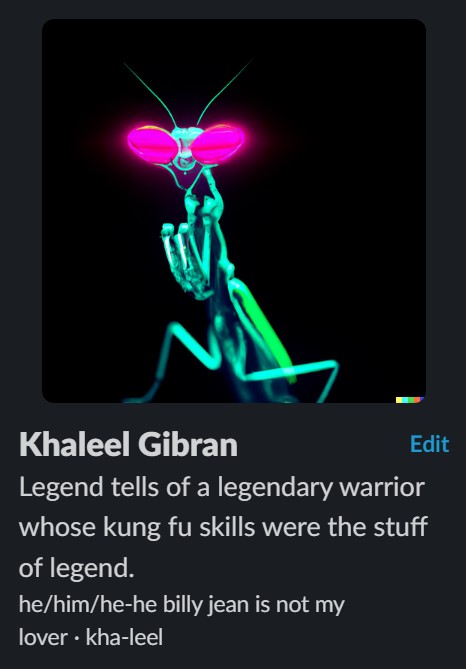 Khaleel Gibran
Edit
Legend tells of a legendary warrior
whose kung fu skills were the stuff
of legend.
he/him/he-he billy jean is not my
lover · kha-leel